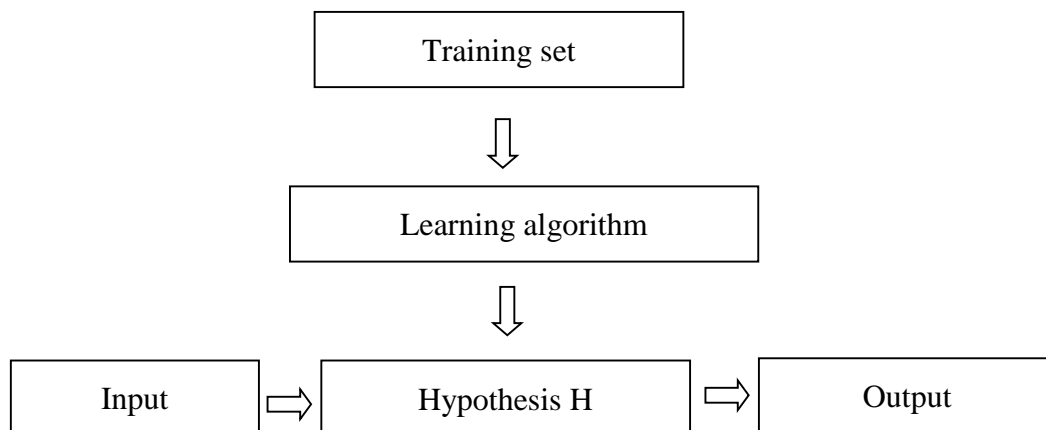 Training set
Learning algorithm
Input
Hypothesis H
Output